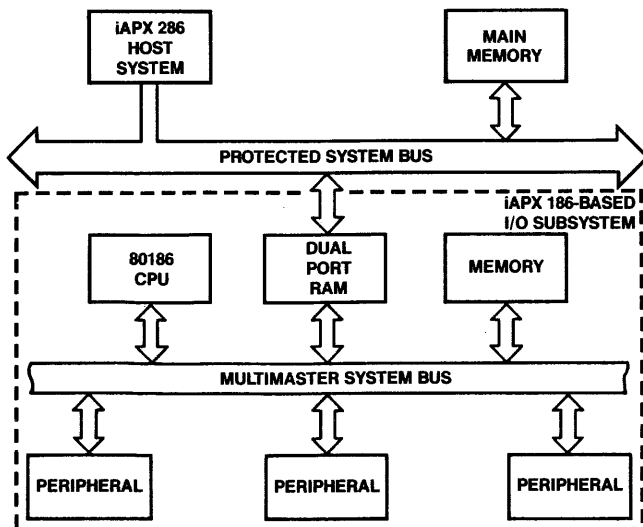 iAPX 286
HOST
SYSTEM
MAIN
MEMORY
PROTECTED SYSTEM BUS
iAPX 186-BASED
I/O SUBSYSTEM
80186
CPU
DUAL
PORT
RAM
MEMORY
MULTIMASTER SYSTEM BUS
PERIPHERAL
PERIPHERAL
PERIPHERAL